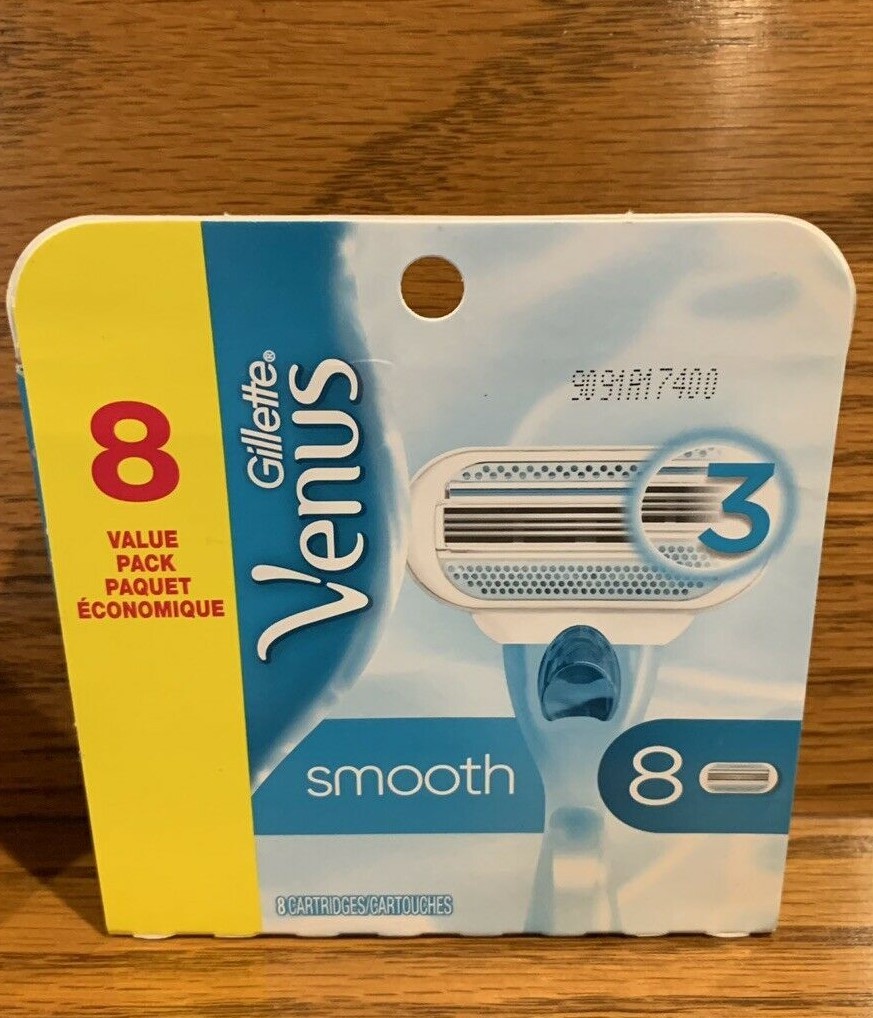 8
VALUE
PACK
PAQUET
ÉCONOMIQUE
Gillette®
Venus
9091A17400
3
smooth
8
8 CARTRIDGES/CARTOUCHES